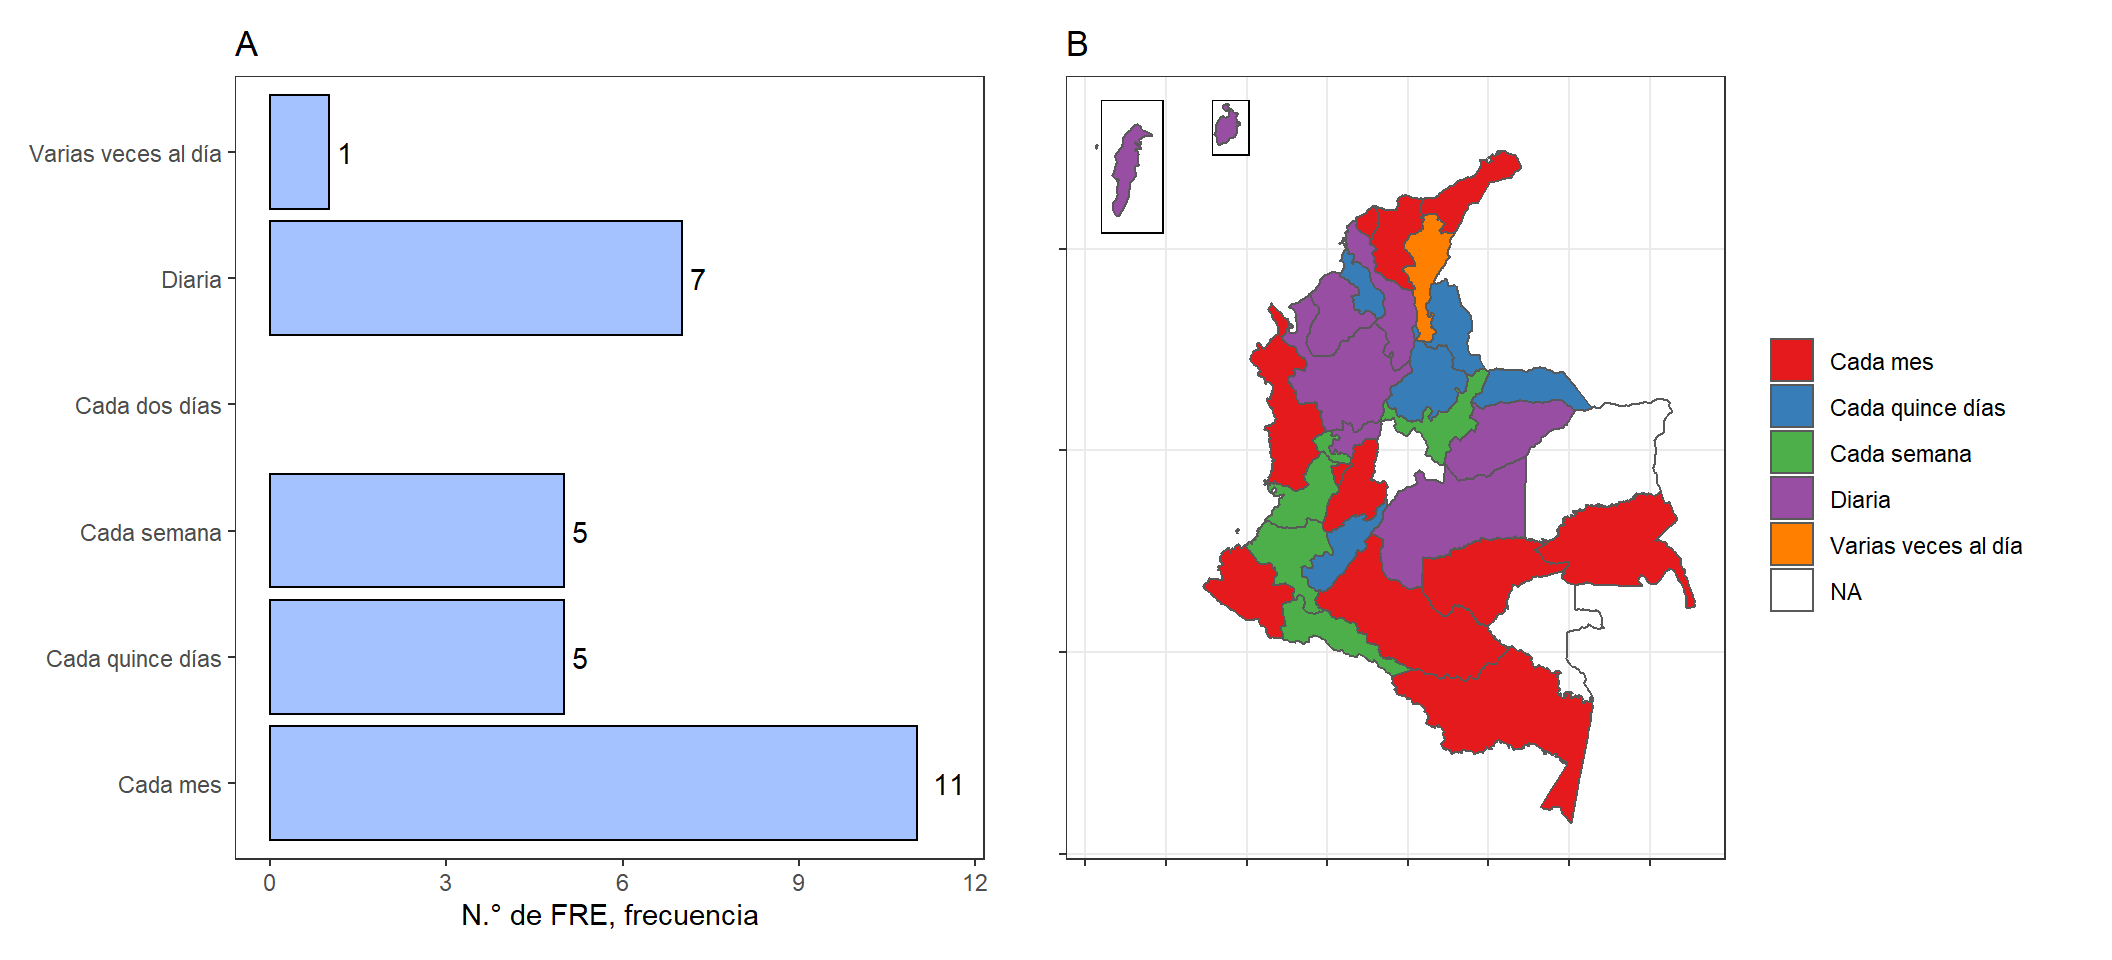 A
Varias veces al día
1
Diaria
7
Cada dos días
Cada semana
5
Cada quince días
5
Cada mes
11
0 3 6 9 12
N.° de FRE, frecuencia
B
Cada mes
Cada quince días
Cada semana
Diaria
Varias veces al día
NA